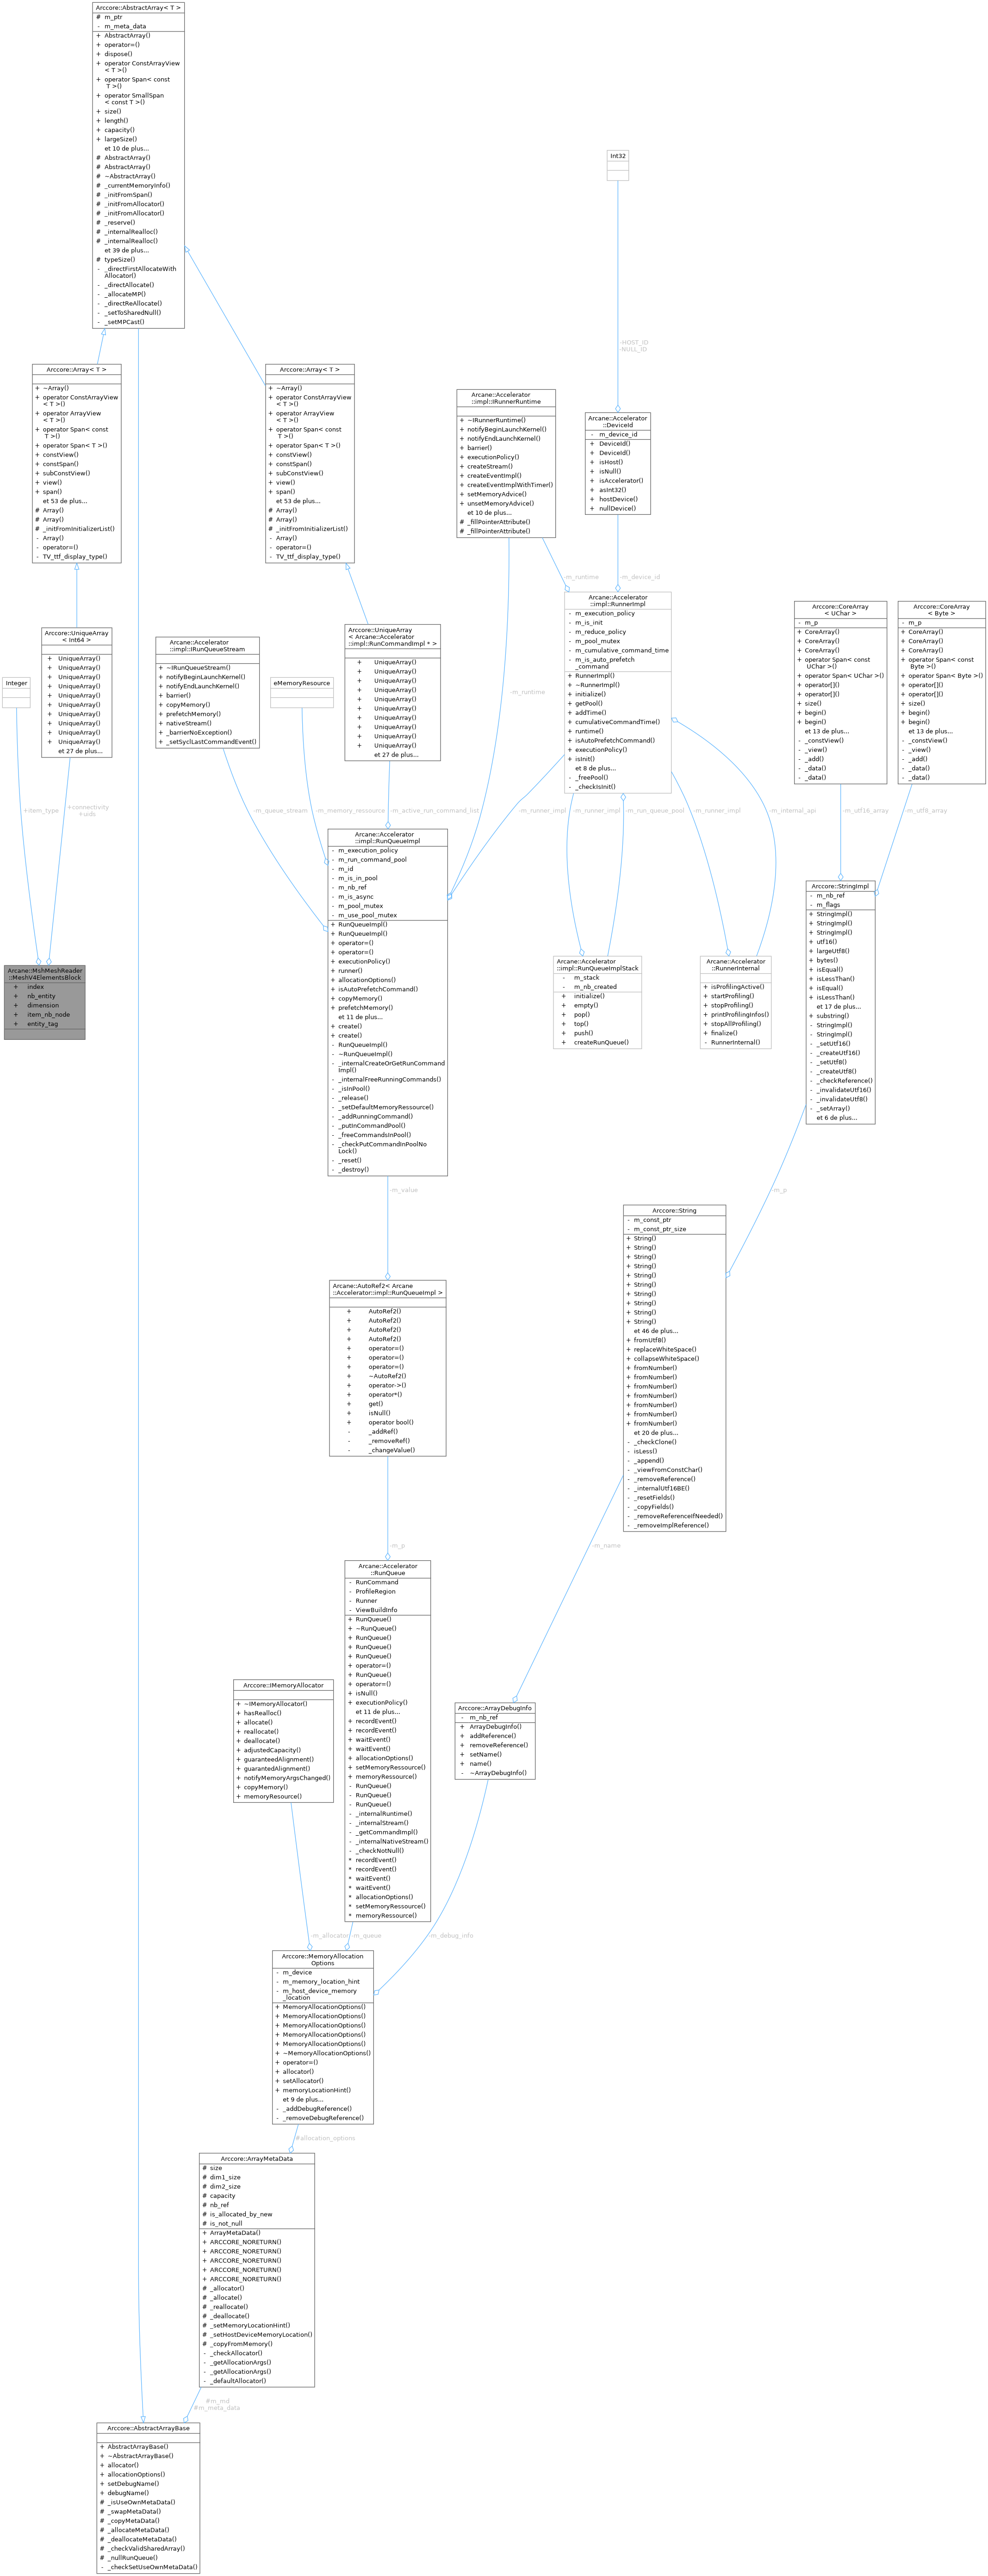 Arccore::AbstractArray< T >
# m_ptr
- m_meta_data
+ AbstractArray()
+ operator=()
+ dispose()
+ operator ConstArrayView
< T >()
+ operator Span< const
T >()
+ operator SmallSpan
< const T >()
+ size()
+ length()
+ capacity()
+ largeSize()
et 10 de plus...
# AbstractArray()
# AbstractArray()
# ~AbstractArray()
# _currentMemoryInfo()
# _initFromSpan()
# _initFromAllocator()
# _initFromAllocator()
# _reserve()
# _internalRealloc()
# _internalRealloc()
et 39 de plus...
# typeSize()
- _directFirstAllocateWith
Allocator()
- _directAllocate()
- _allocateMP()
- _directReAllocate()
- _setToSharedNull()
- _setMPCast()
Int32
-HOST_ID
-NULL_ID
Arccore::Array< T >
+ ~Array()
+ operator ConstArrayView
< T >()
+ operator ArrayView
< T >()
+ operator Span< const
T >()
+ operator Span< T >()
+ constView()
+ constSpan()
+ subConstView()
+ view()
+ span()
et 53 de plus...
# Array()
# Array()
# _initFromInitializerList()
- Array()
- operator=()
- TV_ttf_display_type()
Arccore::Array< T >
+ ~Array()
+ operator ConstArrayView
< T >()
+ operator ArrayView
< T >()
+ operator Span< const
T >()
+ operator Span< T >()
+ constView()
+ constSpan()
+ subConstView()
+ view()
+ span()
et 53 de plus...
# Array()
# Array()
# _initFromInitializerList()
- Array()
- operator=()
- TV_ttf_display_type()
Arcane::Accelerator
::impl::IRunnerRuntime
+ ~IRunnerRuntime()
+ notifyBeginLaunchKernel()
+ notifyEndLaunchKernel()
+ barrier()
+ executionPolicy()
+ createStream()
+ createEventImpl()
+ createEventImplWithTimer()
+ setMemoryAdvice()
+ unsetMemoryAdvice()
et 10 de plus...
# _fillPointerAttribute()
# _fillPointerAttribute()
Arcane::Accelerator
::DeviceId
- m_device_id
+ DeviceId()
+ DeviceId()
+ isHost()
+ isNull()
+ isAccelerator()
+ asInt32()
+ hostDevice()
+ nullDevice()
-m_runtime
-m_device_id
Integer
Arccore::UniqueArray
< Int64 >
+ UniqueArray()
+ UniqueArray()
+ UniqueArray()
+ UniqueArray()
+ UniqueArray()
+ UniqueArray()
+ UniqueArray()
+ UniqueArray()
+ UniqueArray()
+ UniqueArray()
et 27 de plus...
Arcane::Accelerator
::impl::IRunQueueStream
+ ~IRunQueueStream()
+ notifyBeginLaunchKernel()
+ notifyEndLaunchKernel()
+ barrier()
+ copyMemory()
+ prefetchMemory()
+ nativeStream()
+ _barrierNoException()
+ _setSyclLastCommandEvent()
eMemoryResource
Arccore::UniqueArray
< Arcane::Accelerator
::impl::RunCommandImpl * >
+ UniqueArray()
+ UniqueArray()
+ UniqueArray()
+ UniqueArray()
+ UniqueArray()
+ UniqueArray()
+ UniqueArray()
+ UniqueArray()
+ UniqueArray()
+ UniqueArray()
et 27 de plus...
-m_runtime
Arcane::Accelerator
::impl::RunnerImpl
- m_execution_policy
- m_is_init
- m_reduce_policy
- m_pool_mutex
- m_cumulative_command_time
- m_is_auto_prefetch
_command
+ RunnerImpl()
+ ~RunnerImpl()
+ initialize()
+ getPool()
+ addTime()
+ cumulativeCommandTime()
+ runtime()
+ isAutoPrefetchCommand()
+ executionPolicy()
+ isInit()
et 8 de plus...
- _freePool()
- _checkIsInit()
Arccore::CoreArray
< UChar >
- m_p
+ CoreArray()
+ CoreArray()
+ CoreArray()
+ operator Span< const
UChar >()
+ operator Span< UChar >()
+ operator[]()
+ operator[]()
+ size()
+ begin()
+ begin()
et 13 de plus...
- _constView()
- _view()
- _add()
- _data()
- _data()
Arccore::CoreArray
< Byte >
- m_p
+ CoreArray()
+ CoreArray()
+ CoreArray()
+ operator Span< const
Byte >()
+ operator Span< Byte >()
+ operator[]()
+ operator[]()
+ size()
+ begin()
+ begin()
et 13 de plus...
- _constView()
- _view()
- _add()
- _data()
- _data()
+item_type
+connectivity
+uids
-m_queue_stream
-m_memory_ressource
-m_active_run_command_list
-m_runner_impl
-m_runner_impl
-m_run_queue_pool
-m_runner_impl
-m_internal_api
-m_utf16_array
-m_utf8_array
Arcane::MshMeshReader
::MeshV4ElementsBlock
+ index
+ nb_entity
+ dimension
+ item_nb_node
+ entity_tag
Arcane::Accelerator
::impl::RunQueueImpl
- m_execution_policy
- m_run_command_pool
- m_id
- m_is_in_pool
- m_nb_ref
- m_is_async
- m_pool_mutex
- m_use_pool_mutex
+ RunQueueImpl()
+ RunQueueImpl()
+ operator=()
+ operator=()
+ executionPolicy()
+ runner()
+ allocationOptions()
+ isAutoPrefetchCommand()
+ copyMemory()
+ prefetchMemory()
et 11 de plus...
+ create()
+ create()
- RunQueueImpl()
- ~RunQueueImpl()
- _internalCreateOrGetRunCommand
Impl()
- _internalFreeRunningCommands()
- _isInPool()
- _release()
- _setDefaultMemoryRessource()
- _addRunningCommand()
- _putInCommandPool()
- _freeCommandsInPool()
- _checkPutCommandInPoolNo
Lock()
- _reset()
- _destroy()
Arcane::Accelerator
::impl::RunQueueImplStack
- m_stack
- m_nb_created
+ initialize()
+ empty()
+ pop()
+ top()
+ push()
+ createRunQueue()
Arcane::Accelerator
::RunnerInternal
+ isProfilingActive()
+ startProfiling()
+ stopProfiling()
+ printProfilingInfos()
+ stopAllProfiling()
+ finalize()
- RunnerInternal()
Arccore::StringImpl
- m_nb_ref
- m_flags
+ StringImpl()
+ StringImpl()
+ StringImpl()
+ utf16()
+ largeUtf8()
+ bytes()
+ isEqual()
+ isLessThan()
+ isEqual()
+ isLessThan()
et 17 de plus...
+ substring()
- StringImpl()
- StringImpl()
- _setUtf16()
- _createUtf16()
- _setUtf8()
- _createUtf8()
- _checkReference()
- _invalidateUtf16()
- _invalidateUtf8()
- _setArray()
et 6 de plus...
-m_value
-m_p
Arccore::String
- m_const_ptr
- m_const_ptr_size
+ String()
+ String()
+ String()
+ String()
+ String()
+ String()
+ String()
+ String()
+ String()
+ String()
et 46 de plus...
+ fromUtf8()
+ replaceWhiteSpace()
+ collapseWhiteSpace()
+ fromNumber()
+ fromNumber()
+ fromNumber()
+ fromNumber()
+ fromNumber()
+ fromNumber()
+ fromNumber()
et 20 de plus...
- _checkClone()
- isLess()
- _append()
- _viewFromConstChar()
- _removeReference()
- _internalUtf16BE()
- _resetFields()
- _copyFields()
- _removeReferenceIfNeeded()
- _removeImplReference()
Arcane::AutoRef2< Arcane
::Accelerator::impl::RunQueueImpl >
+ AutoRef2()
+ AutoRef2()
+ AutoRef2()
+ AutoRef2()
+ operator=()
+ operator=()
+ operator=()
+ ~AutoRef2()
+ operator->()
+ operator*()
+ get()
+ isNull()
+ operator bool()
- _addRef()
- _removeRef()
- _changeValue()
-m_p
-m_name
Arcane::Accelerator
::RunQueue
- RunCommand
- ProfileRegion
- Runner
- ViewBuildInfo
+ RunQueue()
+ ~RunQueue()
+ RunQueue()
+ RunQueue()
+ RunQueue()
+ operator=()
+ RunQueue()
+ operator=()
+ isNull()
+ executionPolicy()
et 11 de plus...
+ recordEvent()
+ recordEvent()
+ waitEvent()
+ waitEvent()
+ allocationOptions()
+ setMemoryRessource()
+ memoryRessource()
- RunQueue()
- RunQueue()
- RunQueue()
- _internalRuntime()
- _internalStream()
- _getCommandImpl()
- _internalNativeStream()
- _checkNotNull()
* recordEvent()
* recordEvent()
* waitEvent()
* waitEvent()
* allocationOptions()
* setMemoryRessource()
* memoryRessource()
Arccore::IMemoryAllocator
+ ~IMemoryAllocator()
+ hasRealloc()
+ allocate()
+ reallocate()
+ deallocate()
+ adjustedCapacity()
+ guaranteedAlignment()
+ guarantedAlignment()
+ notifyMemoryArgsChanged()
+ copyMemory()
+ memoryResource()
Arccore::ArrayDebugInfo
- m_nb_ref
+ ArrayDebugInfo()
+ addReference()
+ removeReference()
+ setName()
+ name()
- ~ArrayDebugInfo()
-m_allocator
-m_queue
-m_debug_info
Arccore::MemoryAllocation
Options
- m_device
- m_memory_location_hint
- m_host_device_memory
_location
+ MemoryAllocationOptions()
+ MemoryAllocationOptions()
+ MemoryAllocationOptions()
+ MemoryAllocationOptions()
+ MemoryAllocationOptions()
+ ~MemoryAllocationOptions()
+ operator=()
+ allocator()
+ setAllocator()
+ memoryLocationHint()
et 9 de plus...
- _addDebugReference()
- _removeDebugReference()
#allocation_options
Arccore::ArrayMetaData
# size
# dim1_size
# dim2_size
# capacity
# nb_ref
# is_allocated_by_new
# is_not_null
+ ArrayMetaData()
+ ARCCORE_NORETURN()
+ ARCCORE_NORETURN()
+ ARCCORE_NORETURN()
+ ARCCORE_NORETURN()
+ ARCCORE_NORETURN()
# _allocator()
# _allocate()
# _reallocate()
# _deallocate()
# _setMemoryLocationHint()
# _setHostDeviceMemoryLocation()
# _copyFromMemory()
- _checkAllocator()
- _getAllocationArgs()
- _getAllocationArgs()
- _defaultAllocator()
#m_md
#m_meta_data
Arccore::AbstractArrayBase
+ AbstractArrayBase()
+ ~AbstractArrayBase()
+ allocator()
+ allocationOptions()
+ setDebugName()
+ debugName()
# _isUseOwnMetaData()
# _swapMetaData()
# _copyMetaData()
# _allocateMetaData()
# _deallocateMetaData()
# _checkValidSharedArray()
# _nullRunQueue()
- _checkSetUseOwnMetaData()